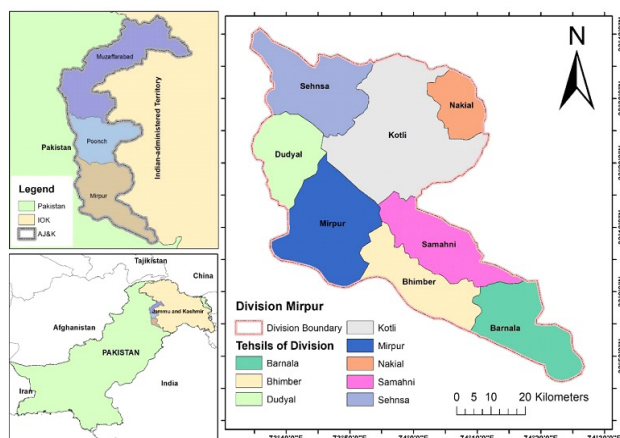 Muzaffarabad
Poonch
Pakistan
Mirpur
Indian-administered Territory
Legend
Pakistan
IOK
AJ&K
Tajikistan
China
Jammu and Kashmir
Afghanistan
PAKISTAN
India
Iran
N
Sehnsa
Nakial
Kotli
Dudyal
Mirpur
Samahni
Bhimber
Barnala
Division Mirpur
Division Boundary
Tehsils of Division
Barnala
Bhimber
Dudyal
Kotli
Mirpur
Nakial
Samahni
Sehnsa
0 5 10 20 Kilometers